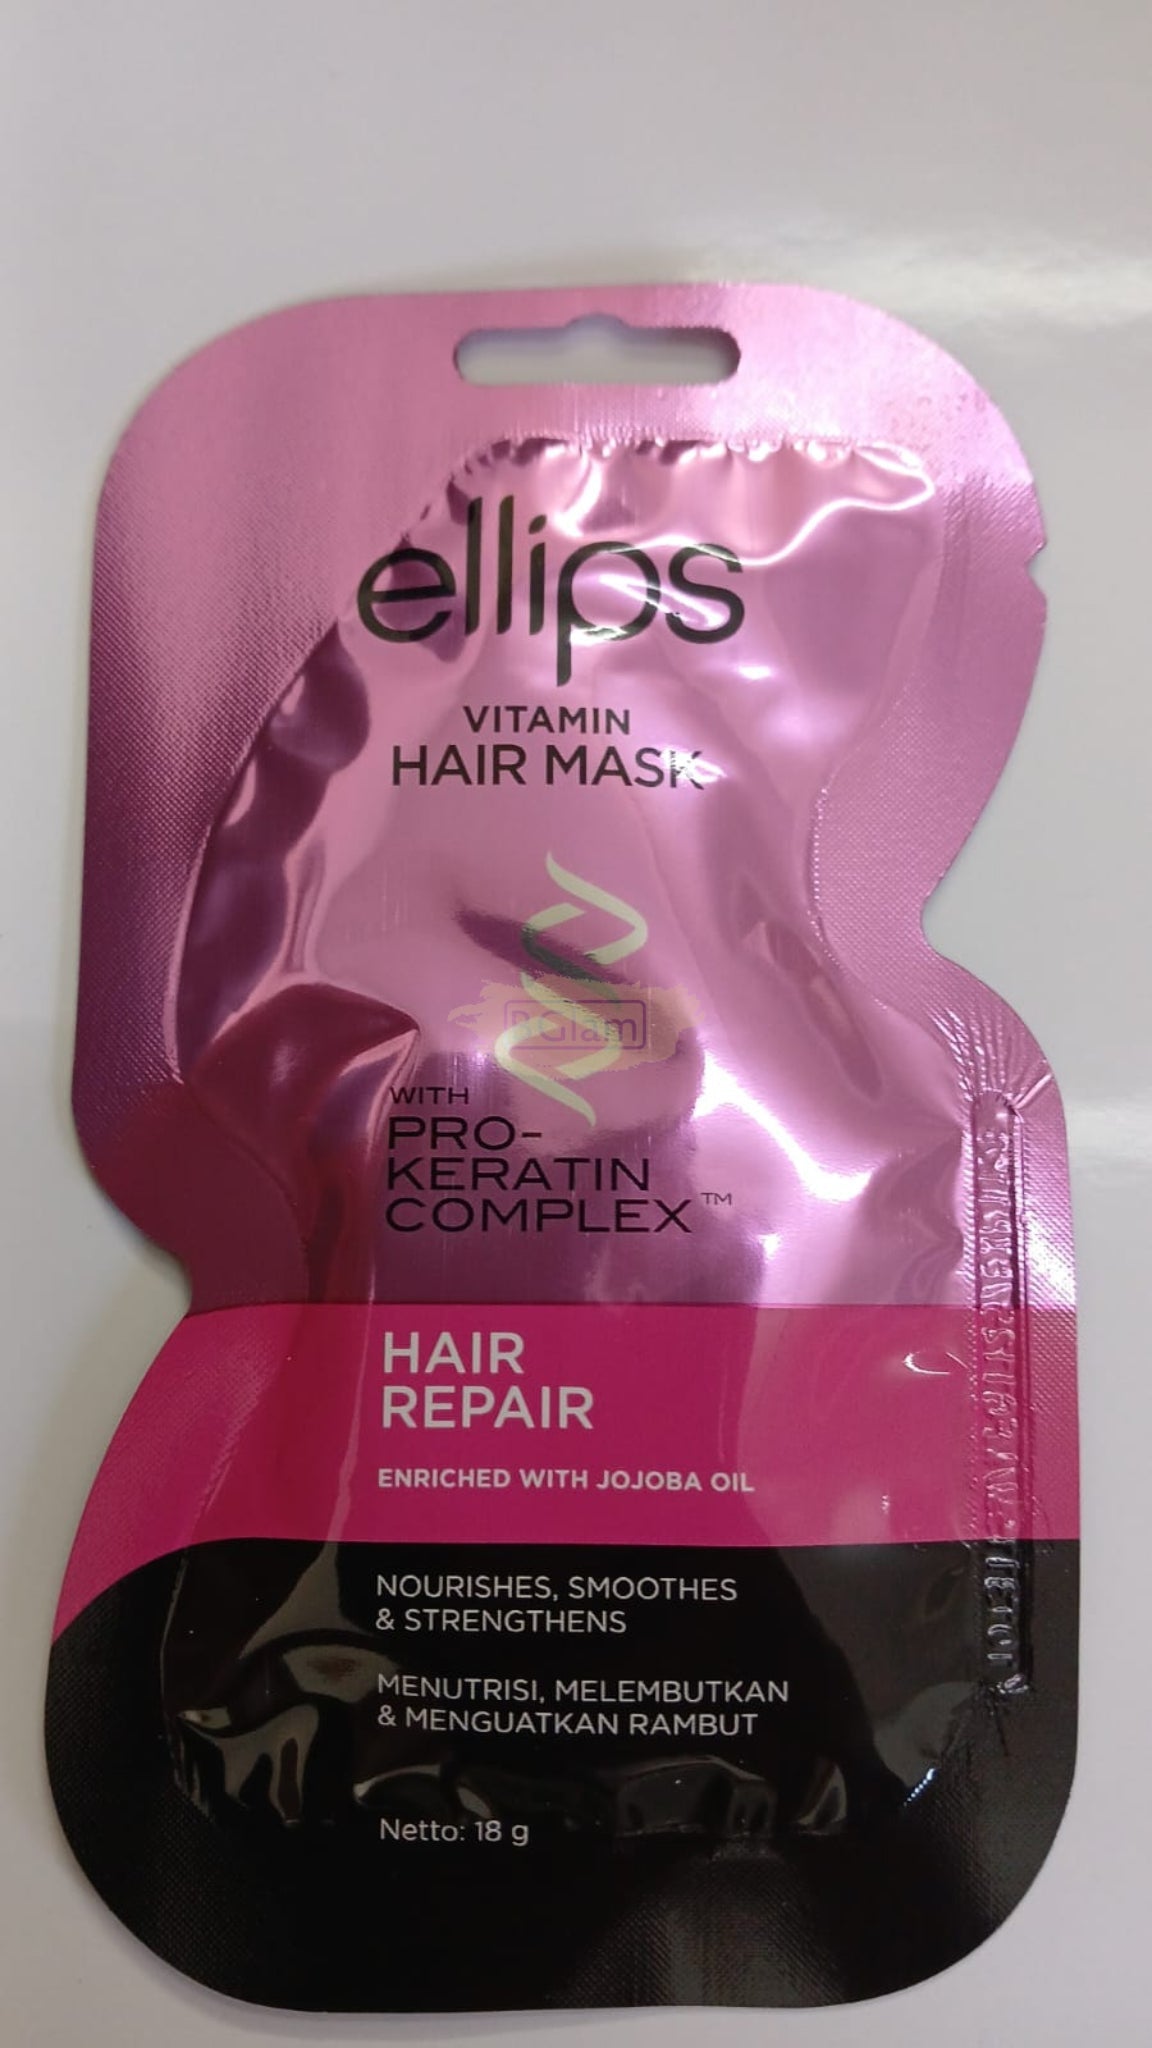 ellips
VITAMIN
HAIR MASK
BGlam
WITH
PRO-
KERATIN
COMPLEX™
HAIR
REPAIR
ENRICHED WITH JOJOBA OIL
NOURISHES, SMOOTHES
& STRENGTHENS
MENUTRISI, MELEMBUTKAN
& MENGUATKAN RAMBUT
Netto: 18 g